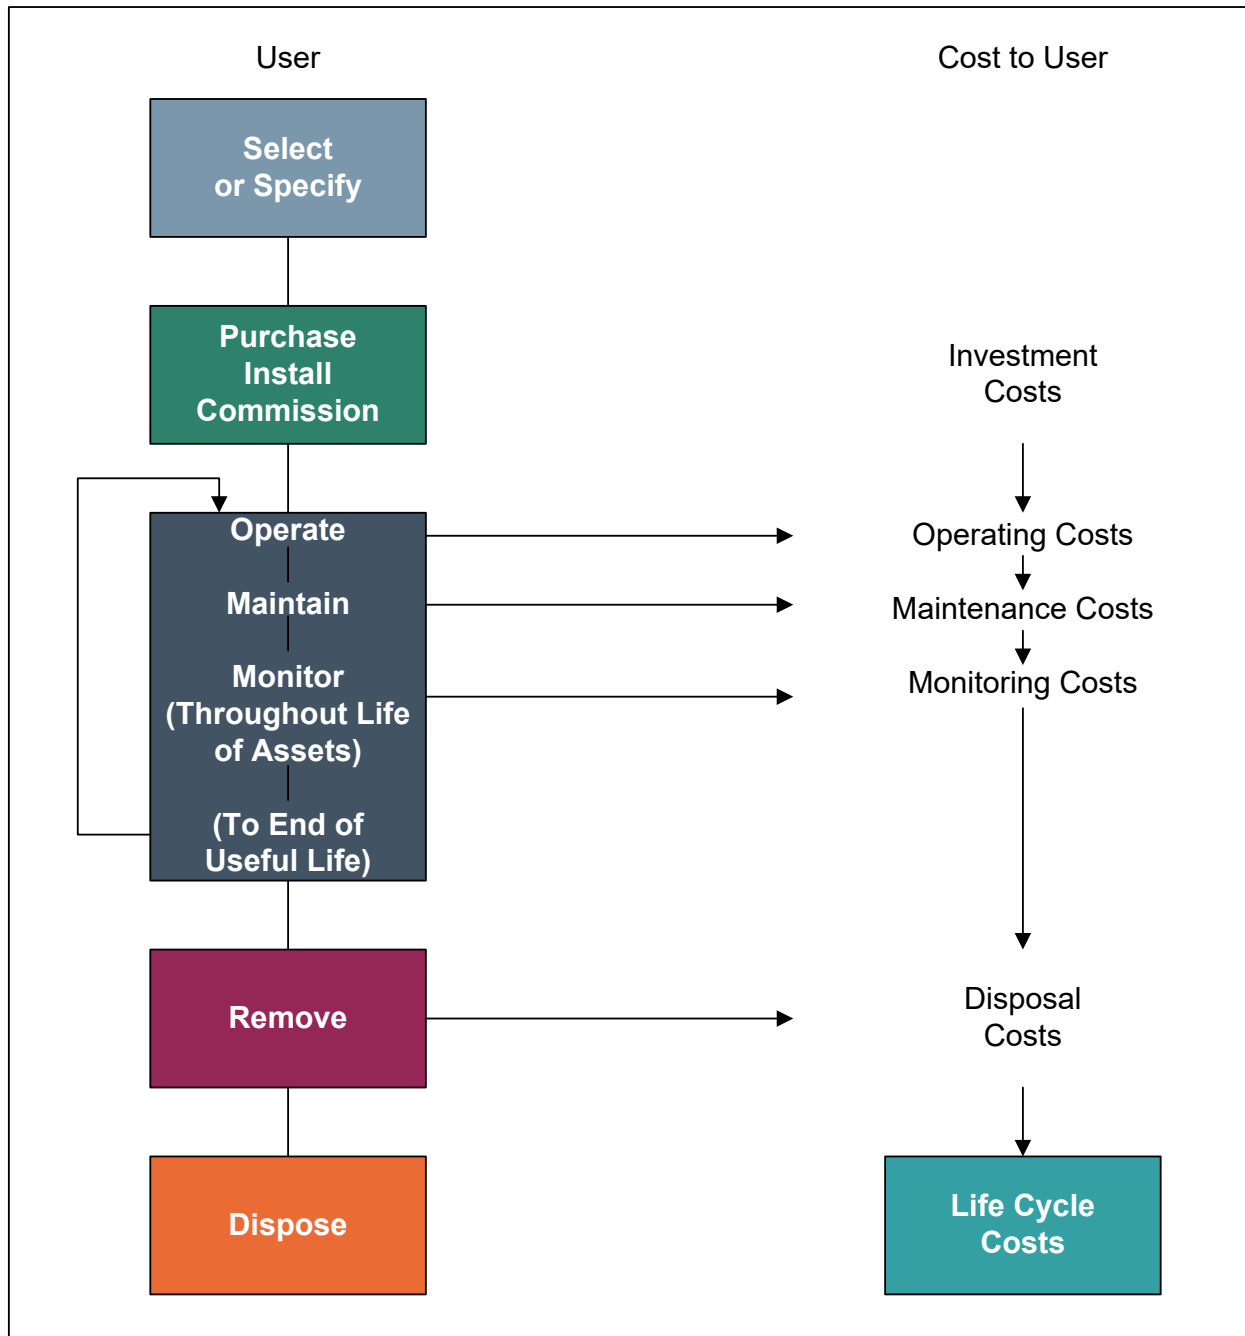 User
Cost to User
Select
or Specify
Purchase
Install
Commission
Investment
Costs
Operate
Operating Costs
Maintain
Maintenance Costs
Monitor
(Throughout Life
of Assets)
Monitoring Costs
(To End of
Useful Life)
Remove
Disposal
Costs
Dispose
Life Cycle
Costs